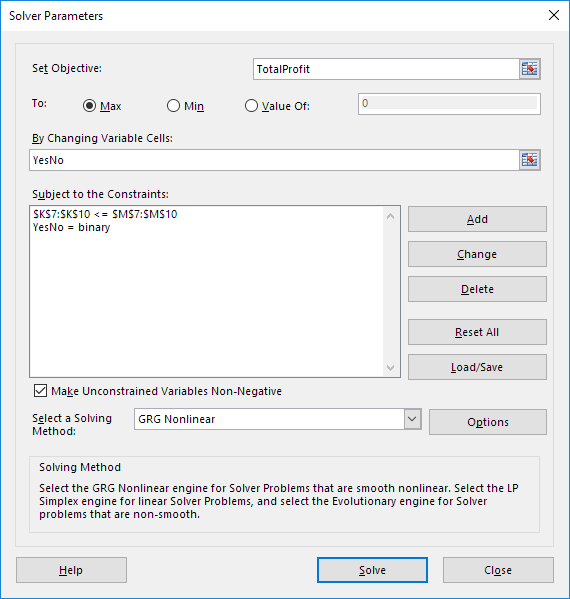 Solver Parameters
Set Objective:
TotalProfit
To:
Max
Min
Value Of:
0
By Changing Variable Cells:
YesNo
Subject to the Constraints:
$K$7:$K$10 <= $M$7:$M$10
YesNo = binary
Add
Change
Delete
Reset All
Load/Save
Make Unconstrained Variables Non-Negative
Select a Solving
Method:
GRG Nonlinear
Options
Solving Method
Select the GRG Nonlinear engine for Solver Problems that are smooth nonlinear. Select the LP
Simplex engine for linear Solver Problems, and select the Evolutionary engine for Solver
problems that are non-smooth.
Help
Solve
Close